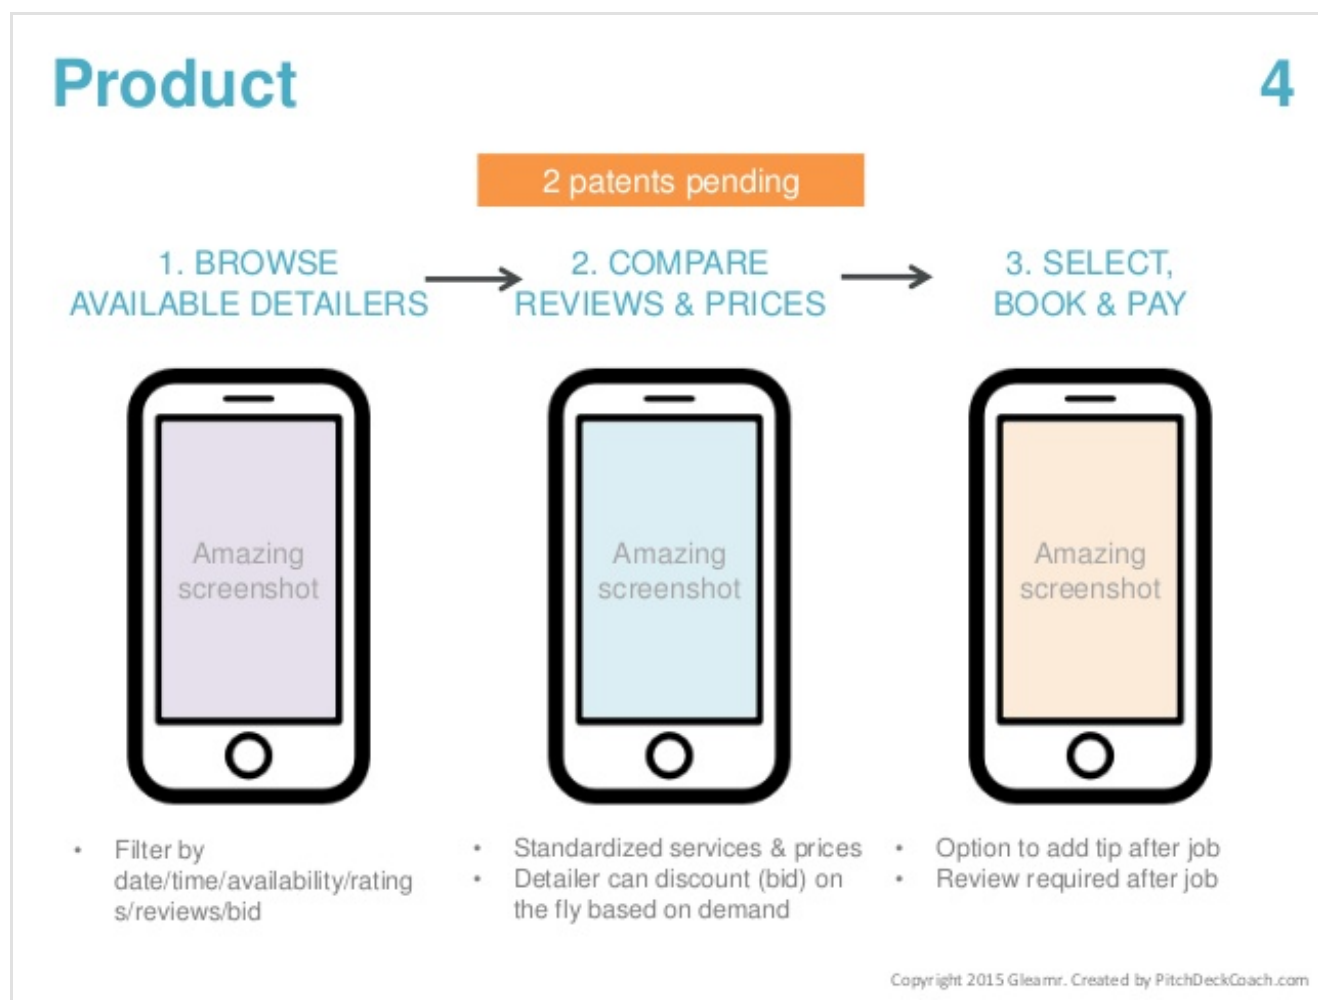 Product
4
2 patents pending
1. BROWSE
AVAILABLE DETAILERS
2. COMPARE
REVIEWS & PRICES
3. SELECT,
BOOK & PAY
Amazing
screenshot
Amazing
screenshot
Amazing
screenshot
• Filter by
date/time/availability/rating
s/reviews/bid
• Standardized services & prices
• Detailer can discount (bid) on
the fly based on demand
• Option to add tip after job
• Review required after job
Copyright 2015 Gleamr. Created by PitchDeckCoach.com